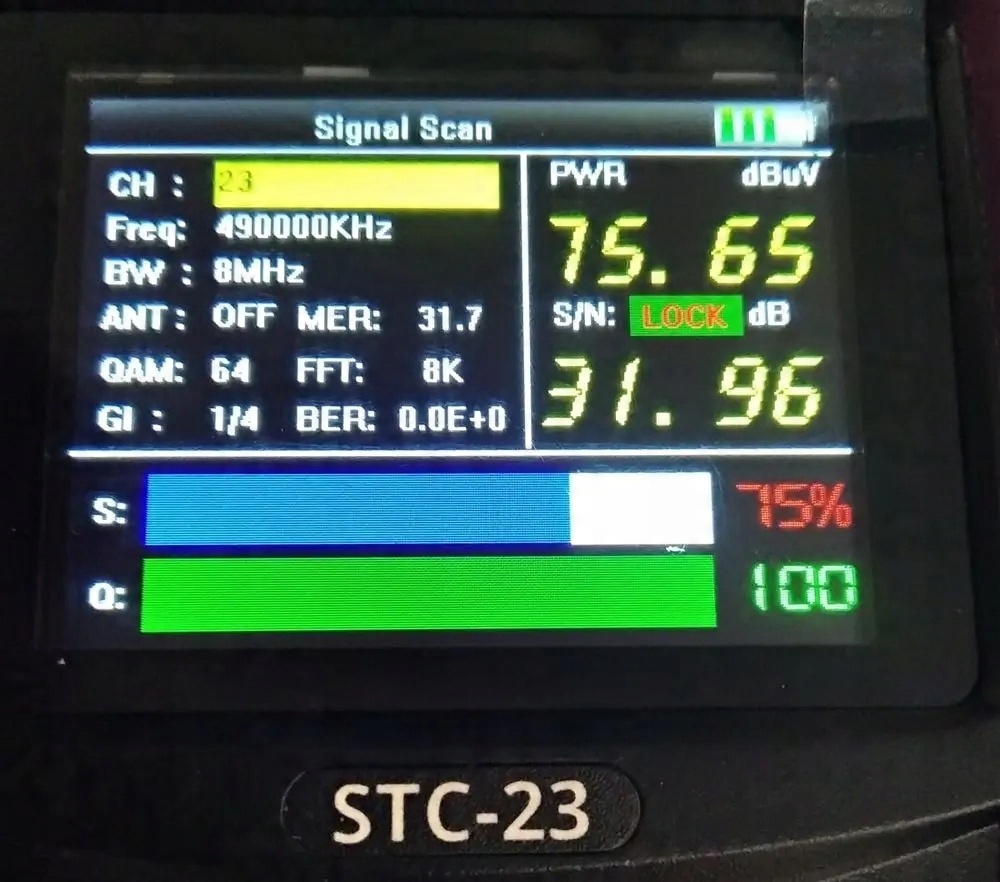 Signal Scan
CH : 23
Freq: 490000KHz
BW : 8MHz
ANT : OFF MER: 31.7
QAM: 64 FFT: 8K
GI : 1/4 BER: 0.0E+0
PWR dBuV
75.65
S/N: LOCK dB
31.96
S: 75%
Q: 100
STC-23